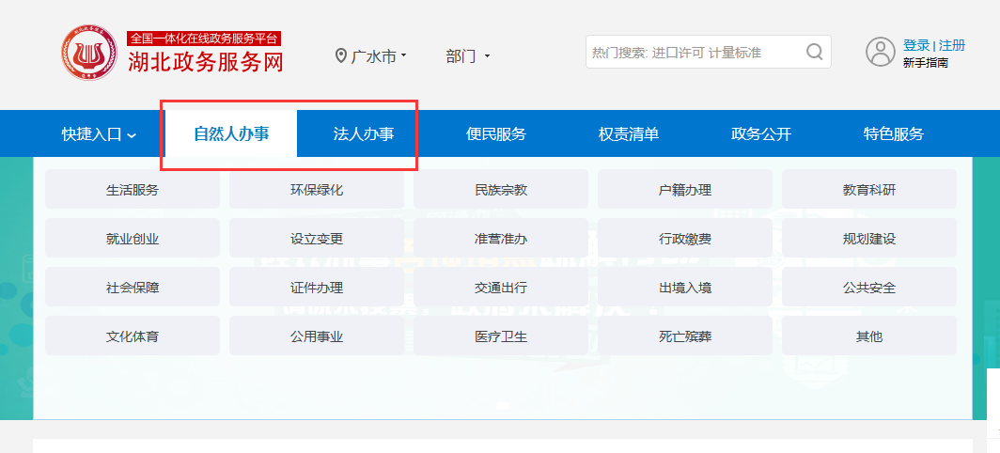 全国一体化在线政务服务平台
湖北政务服务网
广水市
部门
热门搜索: 进口许可 计量标准
登录 | 注册
新手指南
快捷入口 自然人办事 法人办事 便民服务 权责清单 政务公开 特色服务
生活服务 环保绿化 民族宗教 户籍办理 教育科研
就业创业 设立变更 准营准办 行政缴费 规划建设
社会保障 证件办理 交通出行 出境入境 公共安全
文化体育 公用事业 医疗卫生 死亡殡葬 其他